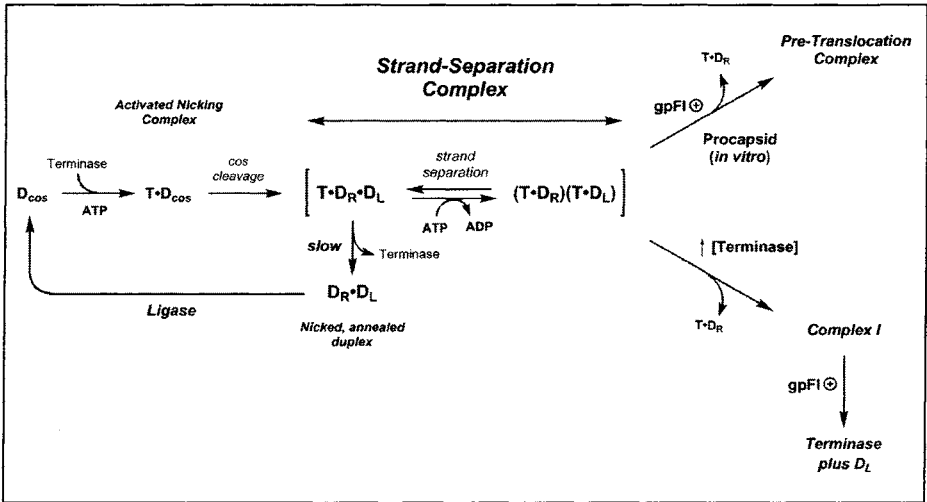 Pre-Translocation
Complex
Strand-Separation
Complex
T•D_R
gpFI ⊕
Activated Nicking
Complex
Procapsid
(in vitro)
Terminase
cos
cleavage
strand
separation
D_cos
T•D_cos
[ T•D_R•D_L
(T•D_R)(T•D_L) ]
ATP
ATP
ADP
↑ [Terminase]
slow
Terminase
D_R•D_L
Ligase
T•D_R
Nicked, annealed
duplex
Complex I
gpFI ⊕
Terminase
plus D_L